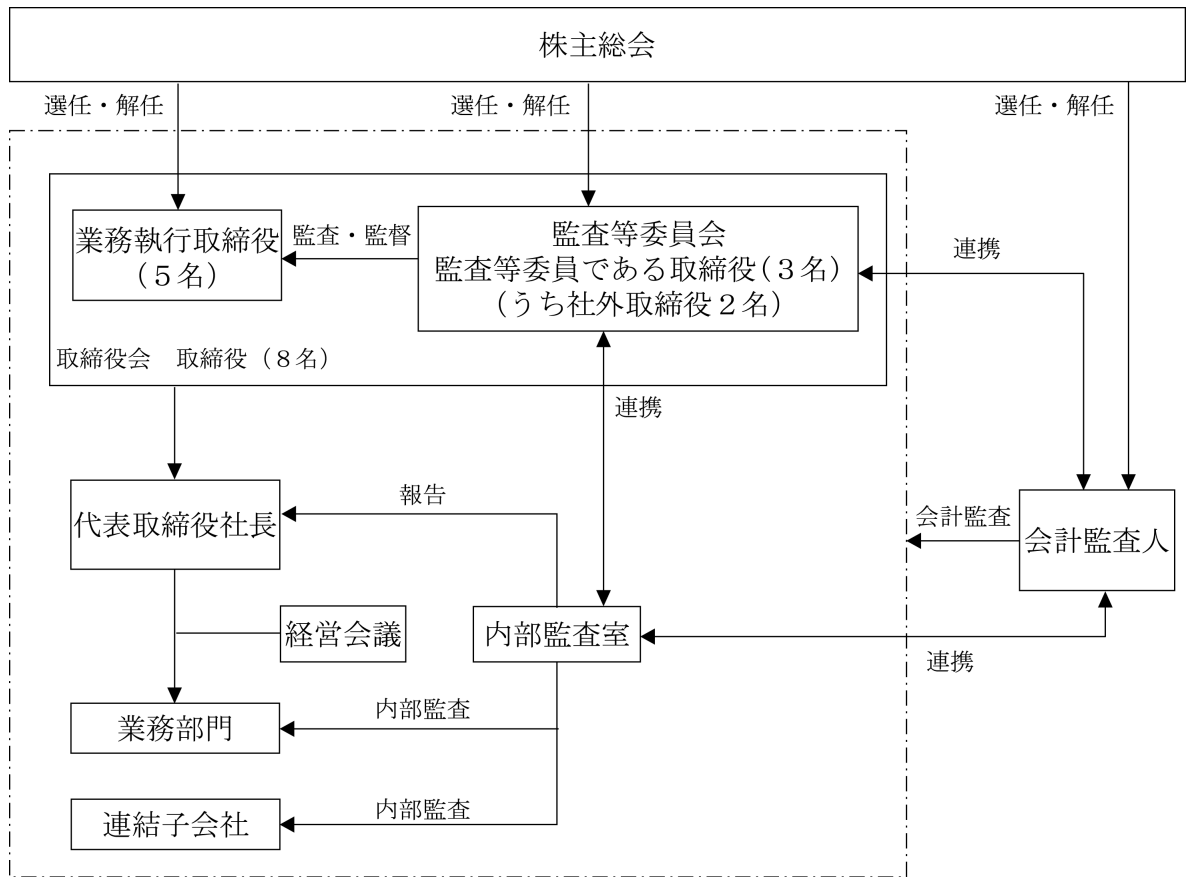 株主総会
選任・解任
選任・解任
選任・解任
業務執行取締役
（５名）
監査・監督
監査等委員会
監査等委員である取締役（３名）
（うち社外取締役２名）
連携
取締役会　取締役（８名）
連携
代表取締役社長
報告
会計監査
会計監査人
経営会議
内部監査室
連携
業務部門
内部監査
連結子会社
内部監査